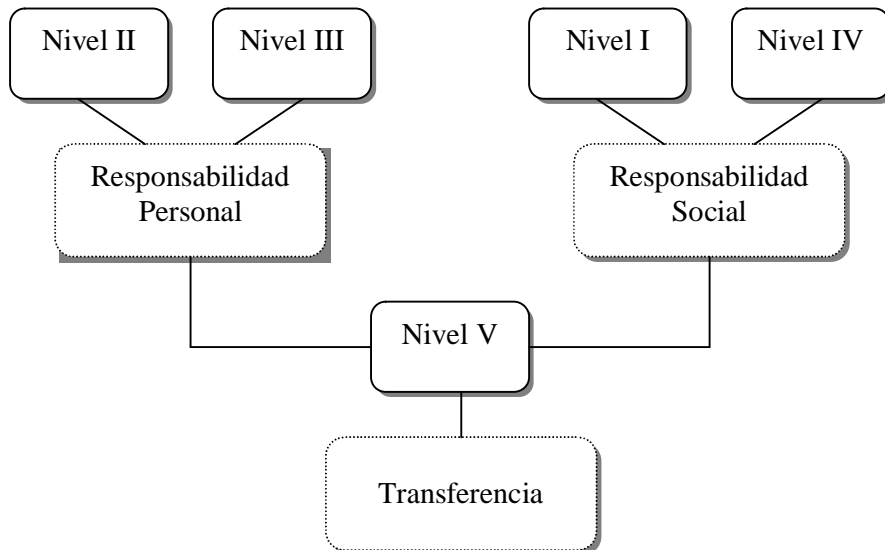 Nivel II
Nivel III
Nivel I
Nivel IV
Responsabilidad
Personal
Responsabilidad
Social
Nivel V
Transferencia